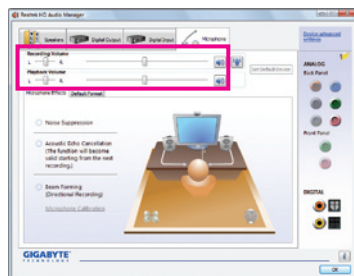 Realtek HD Audio Manager
Speakers
Digital Output
Digital Input
Microphone
Device advanced settings
Recording Volume
L
R
Playback Volume
L
R
Set Default Device
ANALOG
Back Panel
Microphone Effects
Default Format
Noise Suppression
Acoustic Echo Cancellation
(The function will become
valid starting from the next
recording.)
Front Panel
Beam Forming
(Directional Recording)
Microphone Calibration
DIGITAL
GIGABYTE
TECHNOLOGY
i
OK